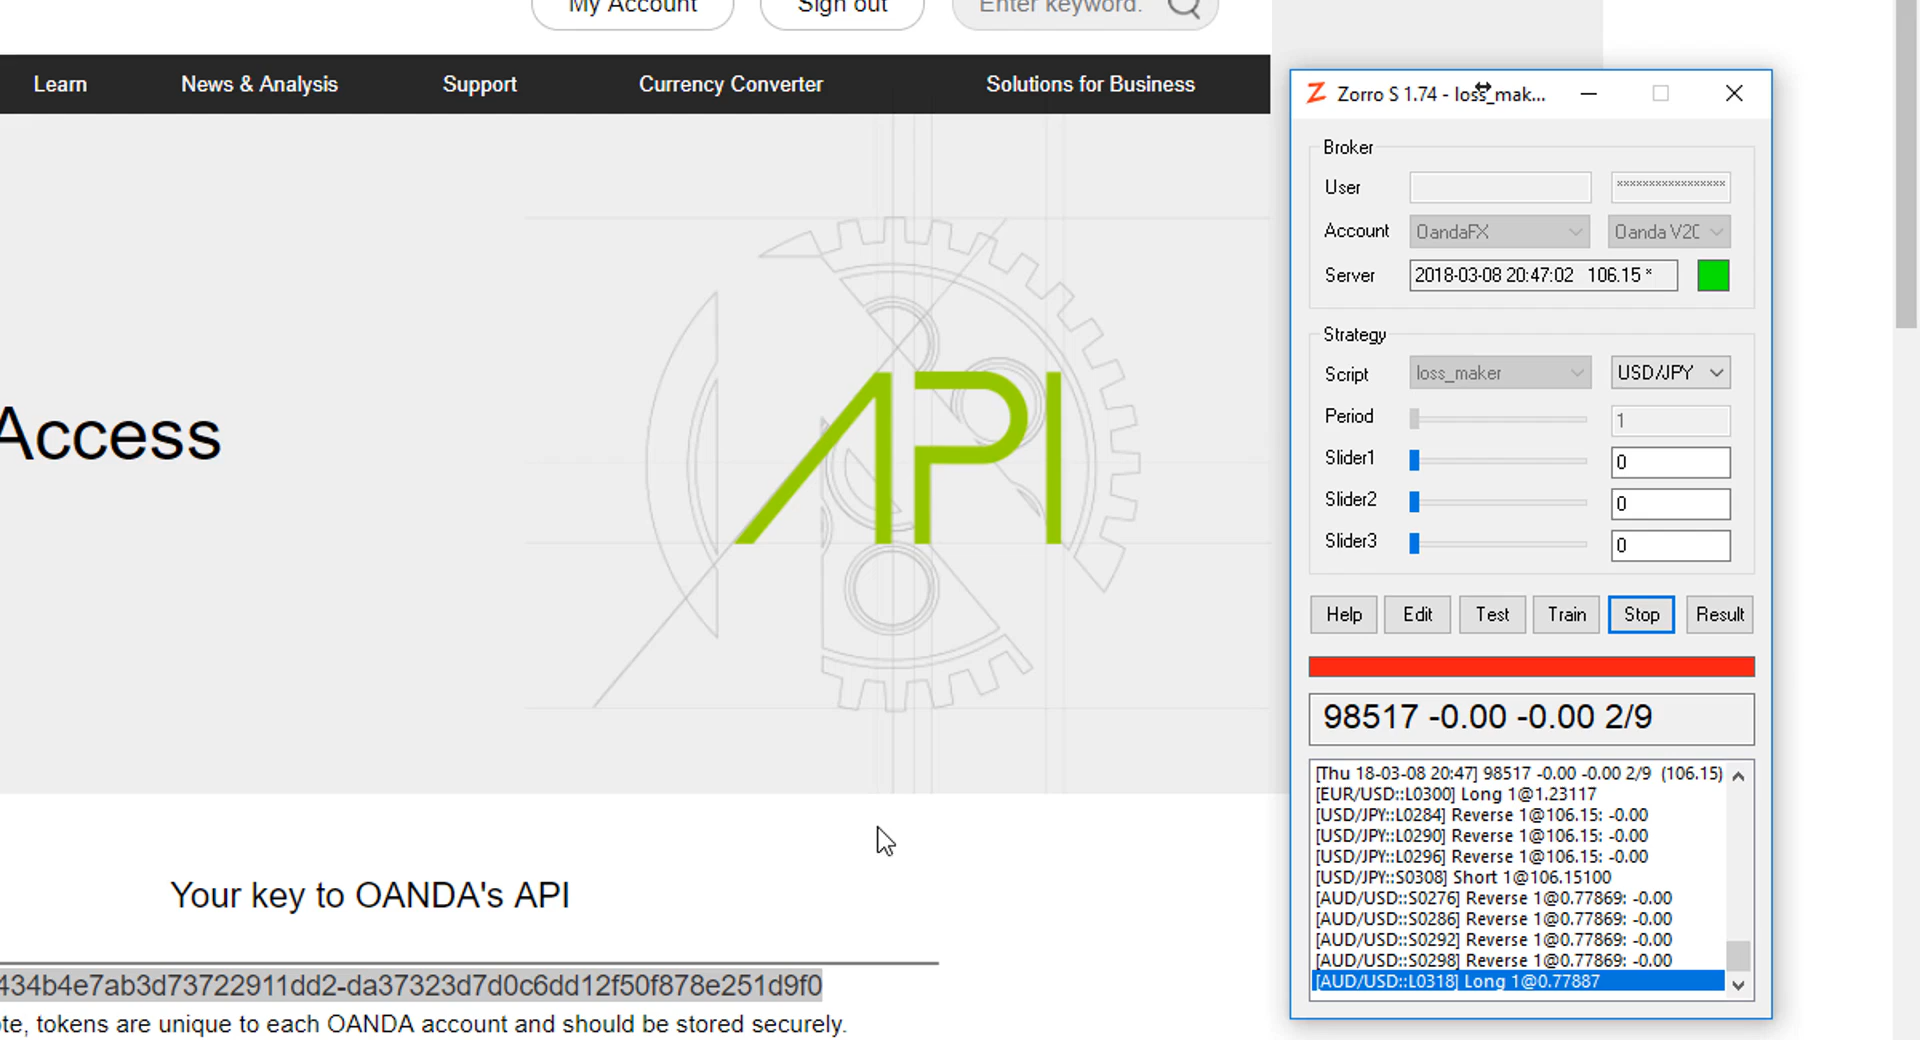 My Account
Sign out
Enter keyword.
Learn
News & Analysis
Support
Currency Converter
Solutions for Business
Access
API
Your key to OANDA's API
434b4e7ab3d73722911dd2-da37323d7d0c6dd12f50f878e251d9f0
ote, tokens are unique to each OANDA account and should be stored securely.
Zorro S 1.74 - loss_mak...
Broker
User
*****************
Account
OandaFX
Oanda V2
Server
2018-03-08 20:47:02 106.15 *
Strategy
Script
loss_maker
USD/JPY
Period
1
Slider1
0
Slider2
0
Slider3
0
Help
Edit
Test
Train
Stop
Result
98517 -0.00 -0.00 2/9
[Thu 18-03-08 20:47] 98517 -0.00 -0.00 2/9 (106.15)
[EUR/USD::L0300] Long 1@1.23117
[USD/JPY::L0284] Reverse 1@106.15: -0.00
[USD/JPY::L0290] Reverse 1@106.15: -0.00
[USD/JPY::L0296] Reverse 1@106.15: -0.00
[USD/JPY::S0308] Short 1@106.15100
[AUD/USD::S0276] Reverse 1@0.77869: -0.00
[AUD/USD::S0286] Reverse 1@0.77869: -0.00
[AUD/USD::S0292] Reverse 1@0.77869: -0.00
[AUD/USD::S0298] Reverse 1@0.77869: -0.00
[AUD/USD::L0318] Long 1@0.77887